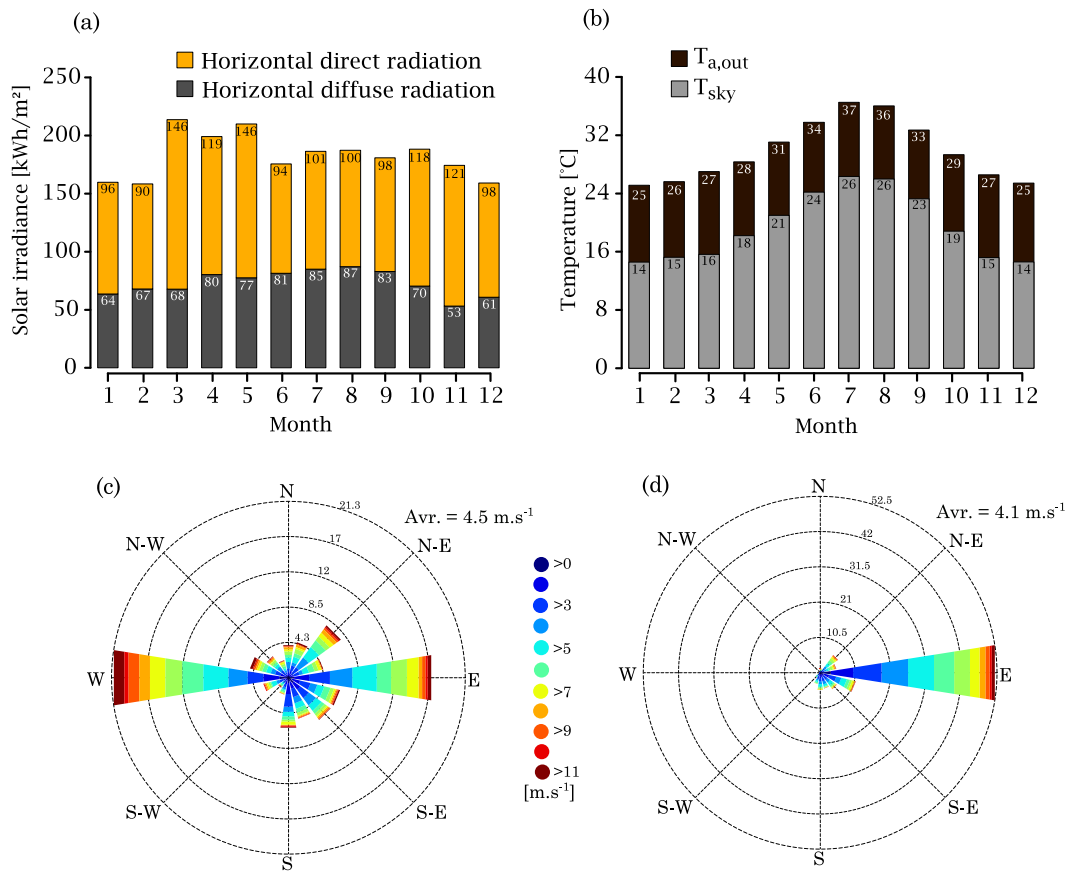 (a)
Horizontal direct radiation
Horizontal diffuse radiation
Solar irradiance [kWh/m²]
250
200
150
100
50
0
96 90 146 119 146 94 101 100 98 118 121 98
64 67 68 80 77 81 85 87 83 70 53 61
1 2 3 4 5 6 7 8 9 10 11 12
Month
(b)
T a,out
T sky
Temperature [°C]
40
32
24
16
8
0
25 26 27 28 31 34 37 36 33 29 27 25
14 15 16 18 21 24 26 26 23 19 15 14
1 2 3 4 5 6 7 8 9 10 11 12
Month
(c)
Avr. = 4.5 m.s⁻¹
N
N-E
E
S-E
S
S-W
W
N-W
21.3
17
12
8.5
4.3
>0
>3
>5
>7
>9
>11
[m.s⁻¹]
(d)
Avr. = 4.1 m.s⁻¹
N
N-E
E
S-E
S
S-W
W
N-W
52.5
42
31.5
21
10.5